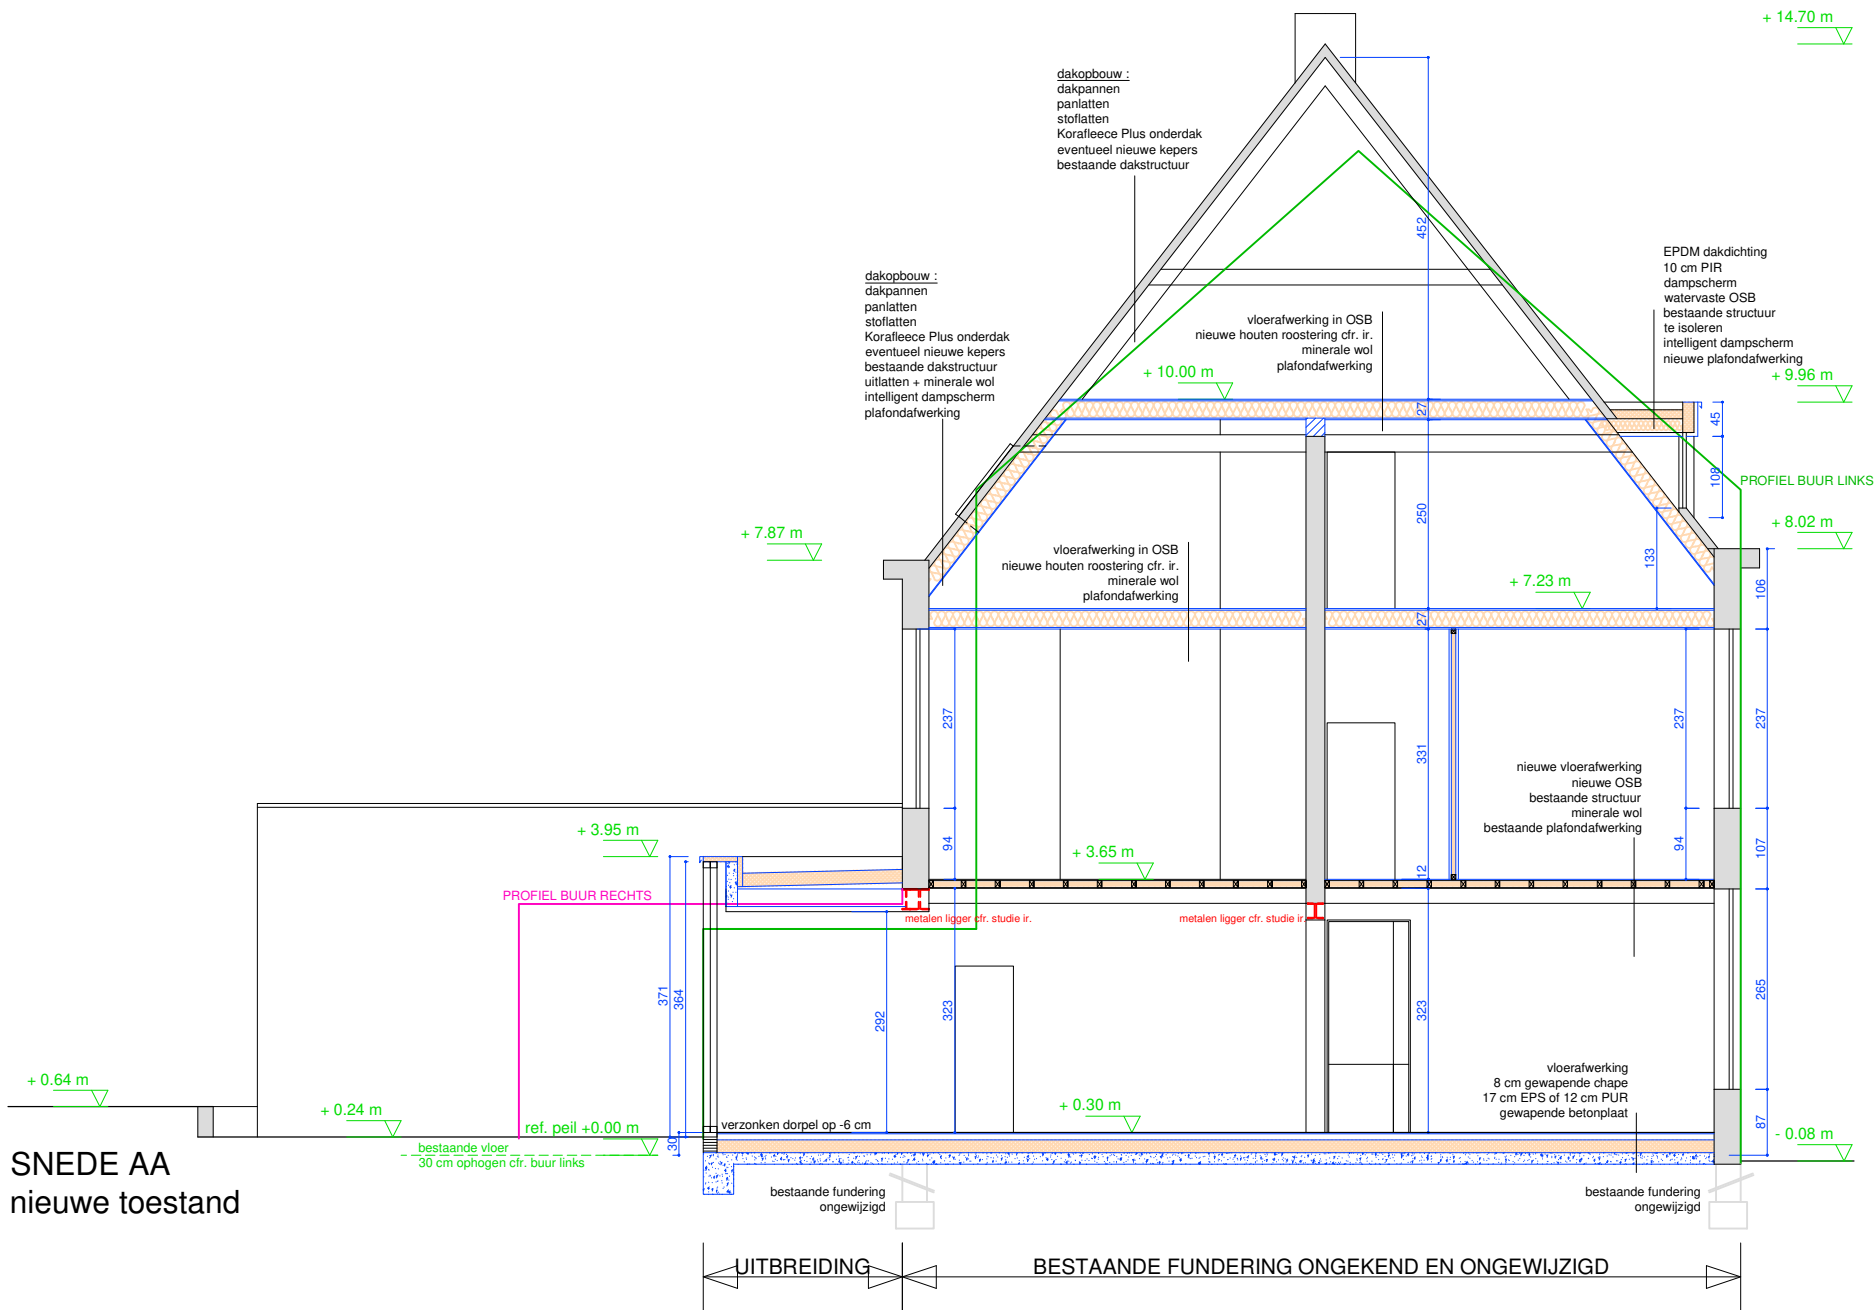 + 14.70 m
dakopbouw :
dakpannen
panlatten
stoflatten
Korafleece Plus onderdak
eventueel nieuwe kepers
bestaande dakstructuur
452
EPDM dakdichting
10 cm PIR
dampscherm
watervaste OSB
bestaande structuur
te isoleren
intelligent dampscherm
nieuwe plafondafwerking
dakopbouw :
dakpannen
panlatten
stoflatten
Korafleece Plus onderdak
eventueel nieuwe kepers
bestaande dakstructuur
uitlatten + minerale wol
intelligent dampscherm
plafondafwerking
vloerafwerking in OSB
nieuwe houten roostering cfr. ir.
minerale wol
plafondafwerking
+ 10.00 m
+ 9.96 m
27
45
108
PROFIEL BUUR LINKS
250
+ 7.87 m
+ 8.02 m
vloerafwerking in OSB
nieuwe houten roostering cfr. ir.
minerale wol
plafondafwerking
133
+ 7.23 m
106
27
237
237
237
331
nieuwe vloerafwerking
nieuwe OSB
bestaande structuur
minerale wol
bestaande plafondafwerking
+ 3.95 m
94
+ 3.65 m
94
107
12
PROFIEL BUUR RECHTS
metalen ligger cfr. studie ir.
metalen ligger cfr. studie ir.
371
364
292
323
323
265
vloerafwerking
8 cm gewapende chape
17 cm EPS of 12 cm PUR
gewapende betonplaat
+ 0.64 m
+ 0.24 m
ref. peil +0.00 m
verzonken dorpel op -6 cm
+ 0.30 m
87
- 0.08 m
30
bestaande vloer
30 cm ophogen cfr. buur links
SNEDE AA
nieuwe toestand
bestaande fundering
ongewijzigd
bestaande fundering
ongewijzigd
UITBREIDING
BESTAANDE FUNDERING ONGEKEND EN ONGEWIJZIGD